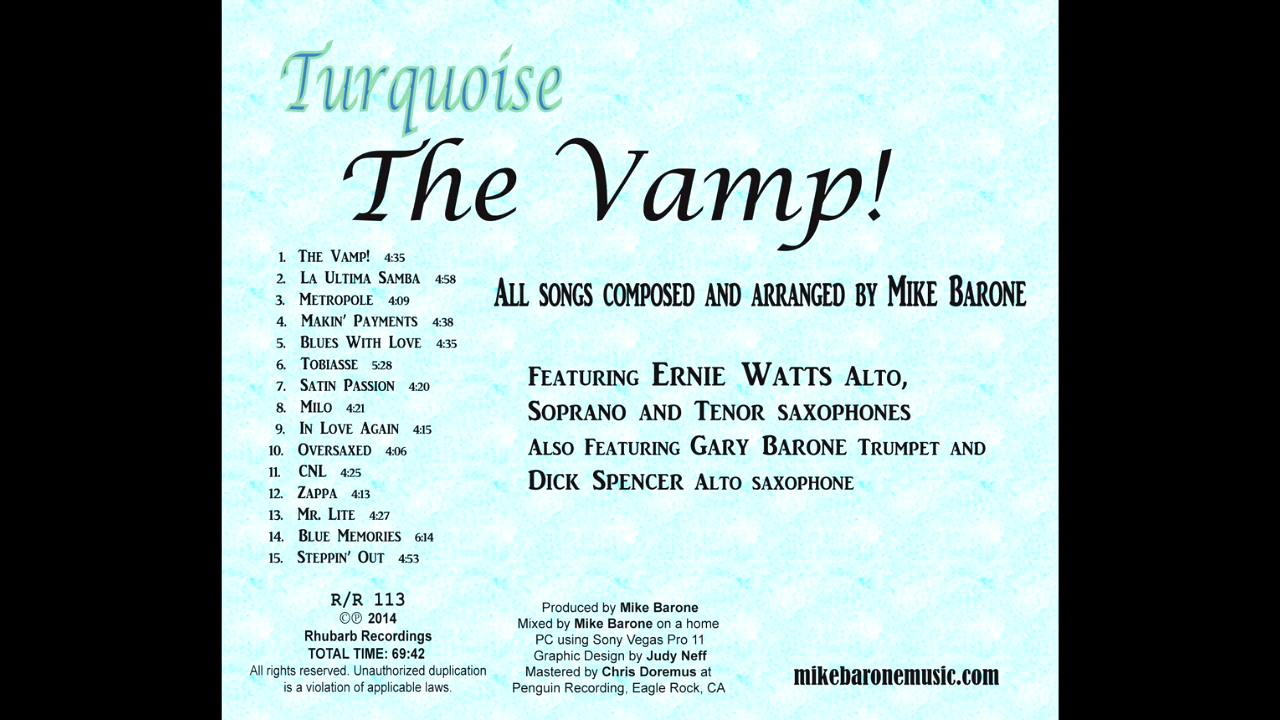 Turquoise
The Vamp!
1. The Vamp! 4:35
2. La Ultima Samba 4:58
3. Metropole 4:09
4. Makin' Payments 4:38
5. Blues With Love 4:35
6. Tobiasse 5:28
7. Satin Passion 4:20
8. Milo 4:21
9. In Love Again 4:15
10. Oversaxed 4:06
11. CNL 4:25
12. Zappa 4:13
13. Mr. Lite 4:27
14. Blue Memories 6:14
15. Steppin' Out 4:53
All songs composed and arranged by Mike Barone
Featuring Ernie Watts Alto,
Soprano and Tenor saxophones
Also Featuring Gary Barone Trumpet and
Dick Spencer Alto saxophone
R/R 113
©℗ 2014
Rhubarb Recordings
TOTAL TIME: 69:42
All rights reserved. Unauthorized duplication
is a violation of applicable laws.
Produced by Mike Barone
Mixed by Mike Barone on a home
PC using Sony Vegas Pro 11
Graphic Design by Judy Neff
Mastered by Chris Doremus at
Penguin Recording, Eagle Rock, CA
mikebaronemusic.com